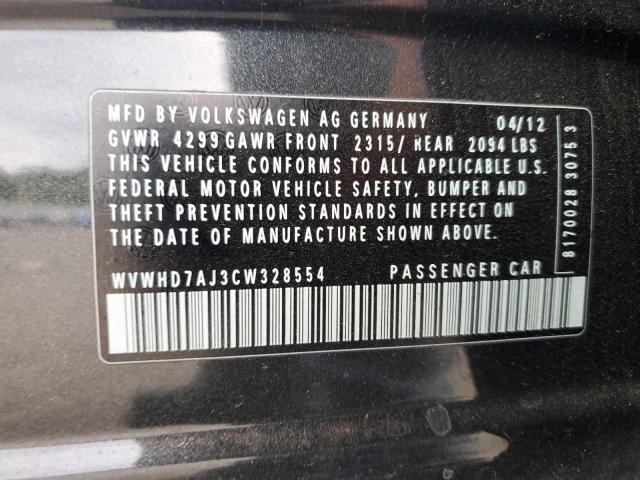 MFD BY VOLKSWAGEN AG GERMANY 04/12
GVWR 4299 GAWR FRONT 2315/ REAR 2094 LBS
THIS VEHICLE CONFORMS TO ALL APPLICABLE U.S.
FEDERAL MOTOR VEHICLE SAFETY, BUMPER AND
THEFT PREVENTION STANDARDS IN EFFECT ON
THE DATE OF MANUFACTURE SHOWN ABOVE.
WVWHD7AJ3CW328554 PASSENGER CAR
8170028 3075 3